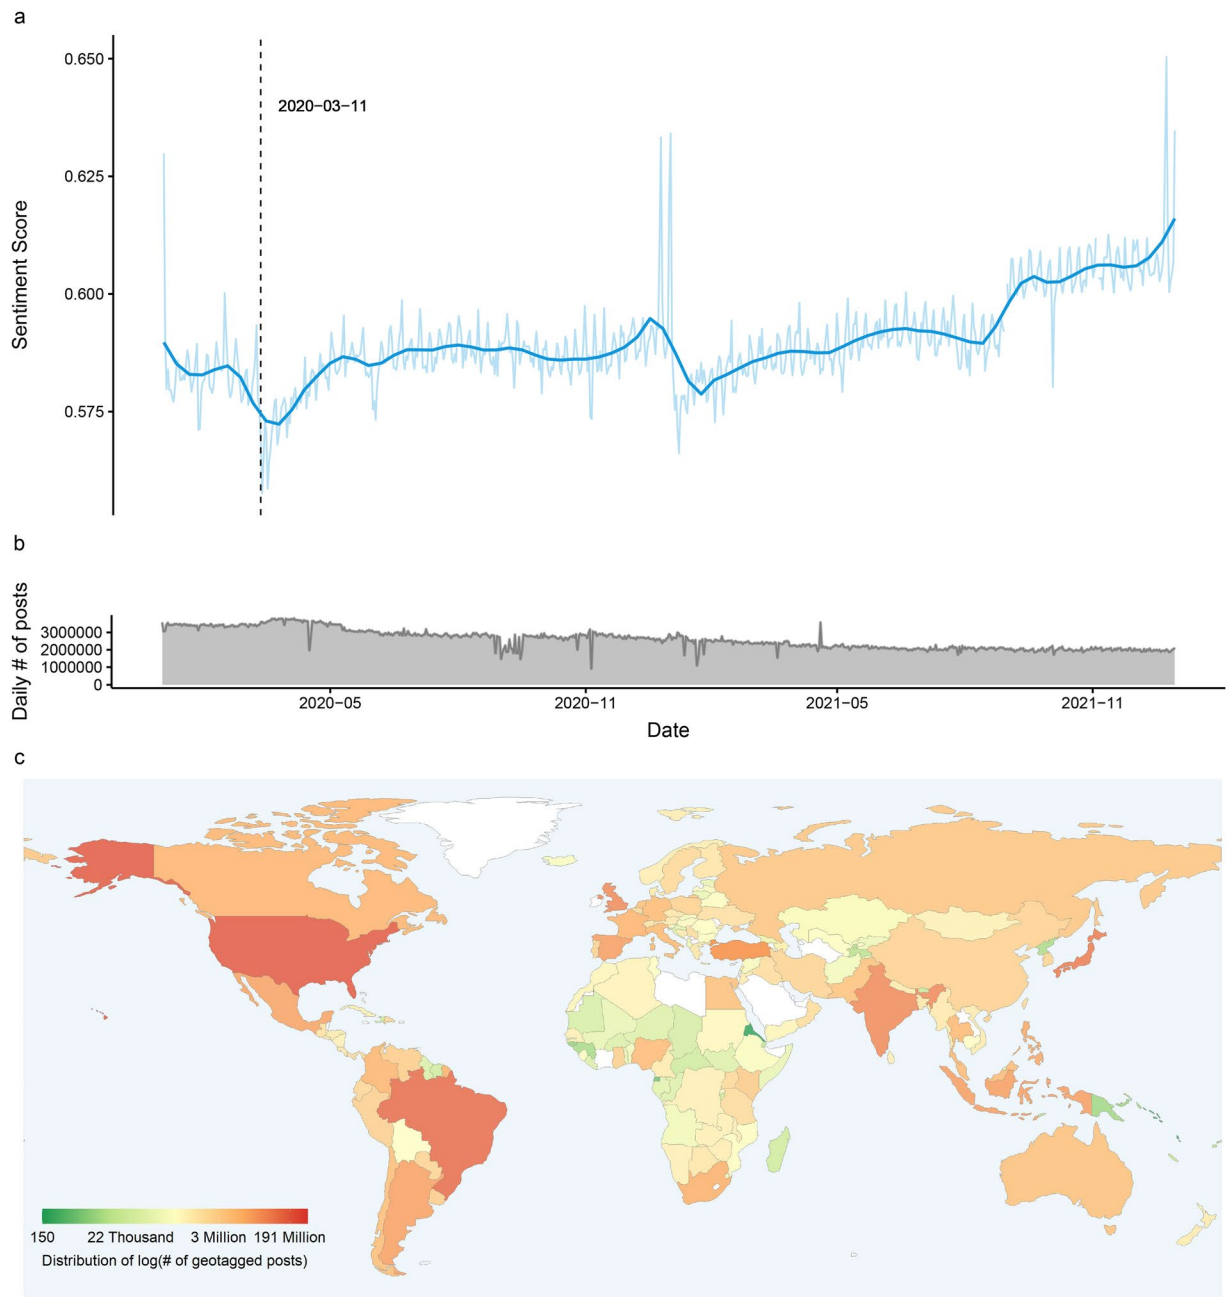 a
0.650
2020−03−11
0.625
0.600
0.575
Sentiment Score
b
Daily # of posts
3000000
2000000
1000000
0
2020−05 2020−11 2021−05 2021−11
Date
c
150 22 Thousand 3 Million 191 Million
Distribution of log(# of geotagged posts)